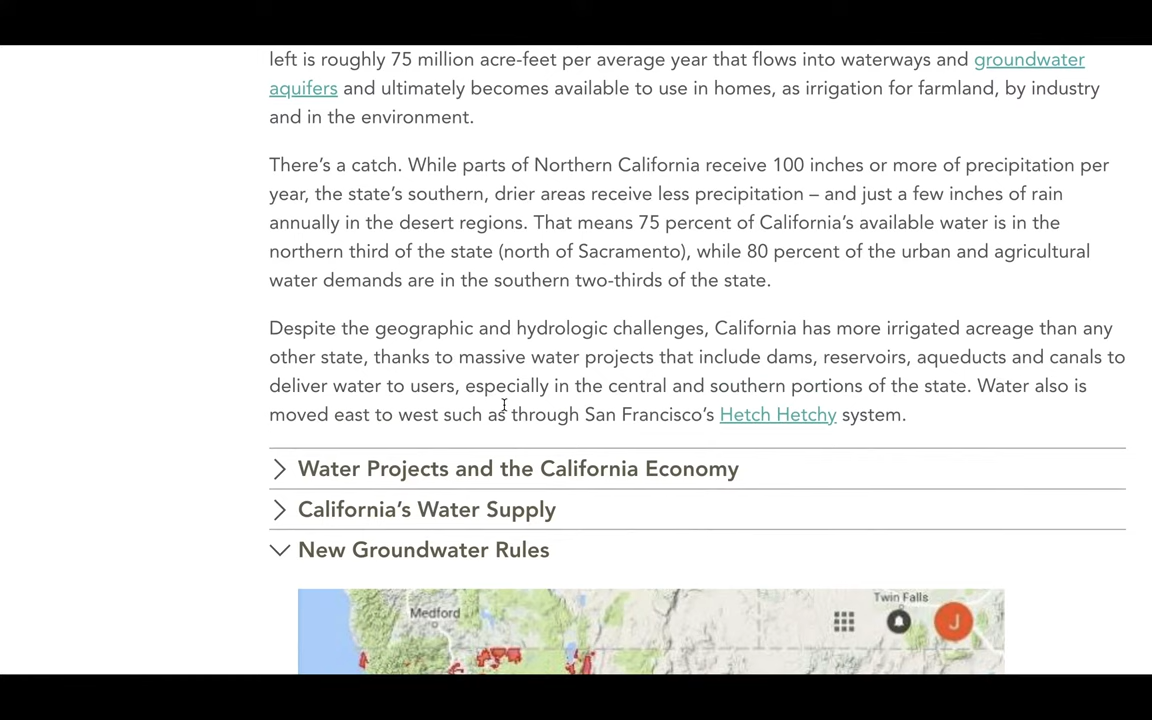 left is roughly 75 million acre-feet per average year that flows into waterways and groundwater
aquifers and ultimately becomes available to use in homes, as irrigation for farmland, by industry
and in the environment.
There’s a catch. While parts of Northern California receive 100 inches or more of precipitation per
year, the state’s southern, drier areas receive less precipitation – and just a few inches of rain
annually in the desert regions. That means 75 percent of California’s available water is in the
northern third of the state (north of Sacramento), while 80 percent of the urban and agricultural
water demands are in the southern two-thirds of the state.
Despite the geographic and hydrologic challenges, California has more irrigated acreage than any
other state, thanks to massive water projects that include dams, reservoirs, aqueducts and canals to
deliver water to users, especially in the central and southern portions of the state. Water also is
moved east to west such as through San Francisco’s Hetch Hetchy system.
Water Projects and the California Economy
California’s Water Supply
New Groundwater Rules
Twin Falls
Medford
J